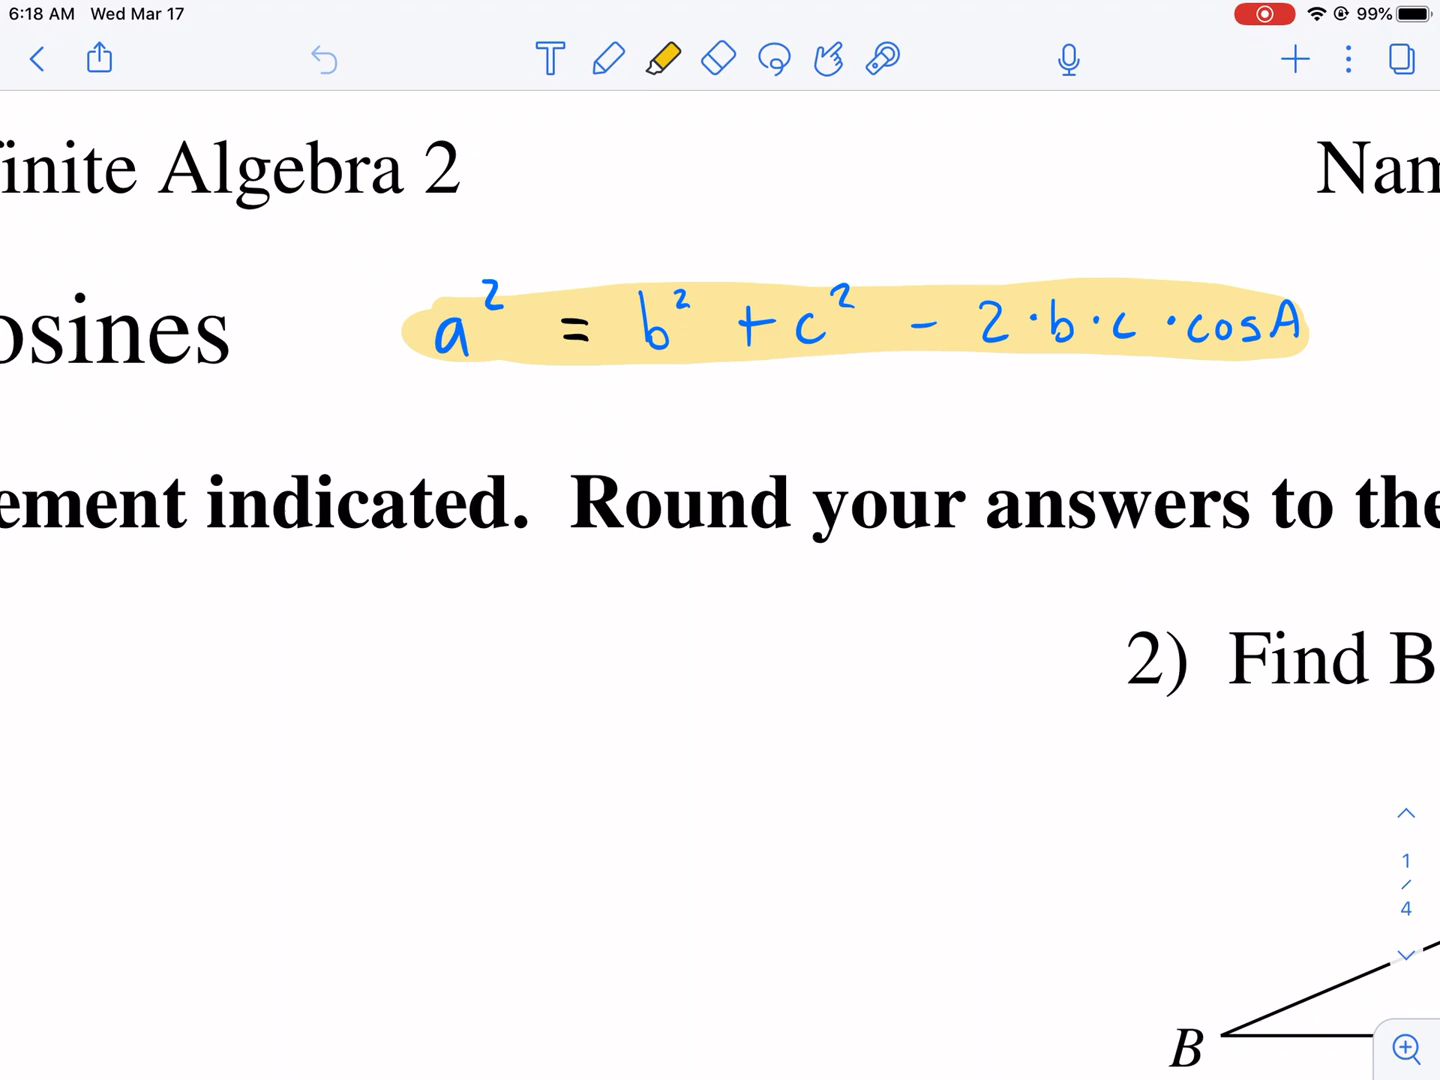 6:18 AM Wed Mar 17 99%
T
inite Algebra 2 Nam
osines a² = b² + c² - 2·b·c·cosA
ement indicated. Round your answers to the
2) Find B
1
/
4
B